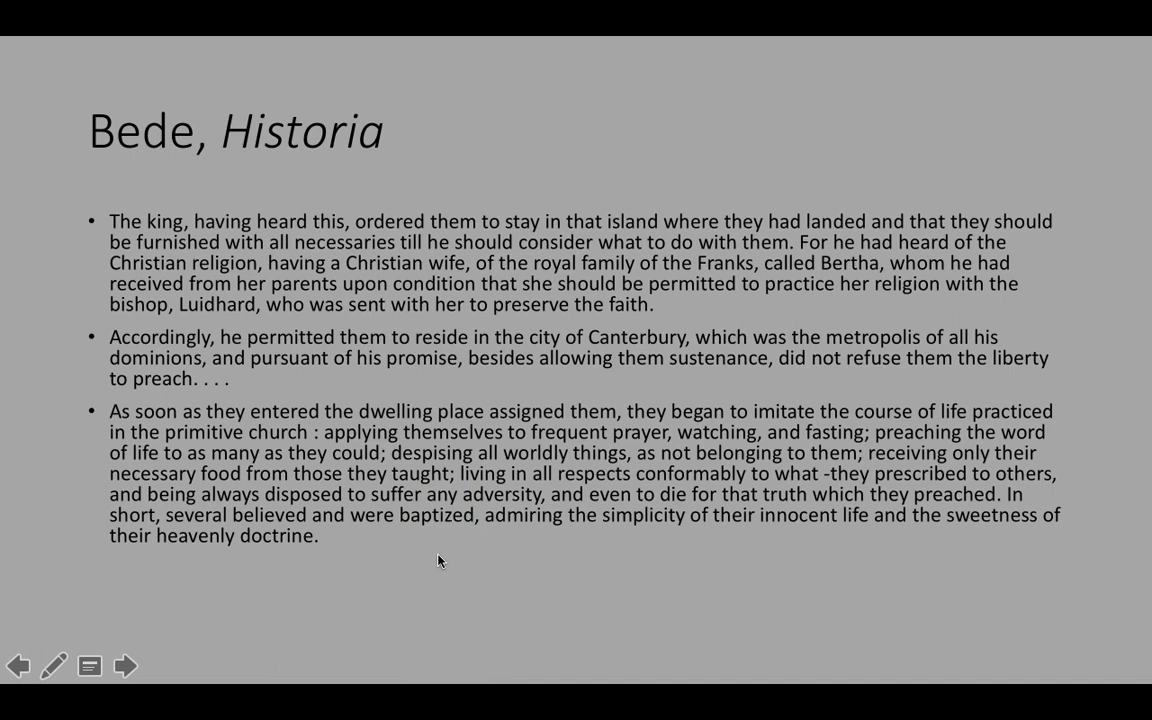 Bede, Historia
• The king, having heard this, ordered them to stay in that island where they had landed and that they should
be furnished with all necessaries till he should consider what to do with them. For he had heard of the
Christian religion, having a Christian wife, of the royal family of the Franks, called Bertha, whom he had
received from her parents upon condition that she should be permitted to practice her religion with the
bishop, Luidhard, who was sent with her to preserve the faith.
• Accordingly, he permitted them to reside in the city of Canterbury, which was the metropolis of all his
dominions, and pursuant of his promise, besides allowing them sustenance, did not refuse them the liberty
to preach. . . .
• As soon as they entered the dwelling place assigned them, they began to imitate the course of life practiced
in the primitive church : applying themselves to frequent prayer, watching, and fasting; preaching the word
of life to as many as they could; despising all worldly things, as not belonging to them; receiving only their
necessary food from those they taught; living in all respects conformably to what -they prescribed to others,
and being always disposed to suffer any adversity, and even to die for that truth which they preached. In
short, several believed and were baptized, admiring the simplicity of their innocent life and the sweetness of
their heavenly doctrine.